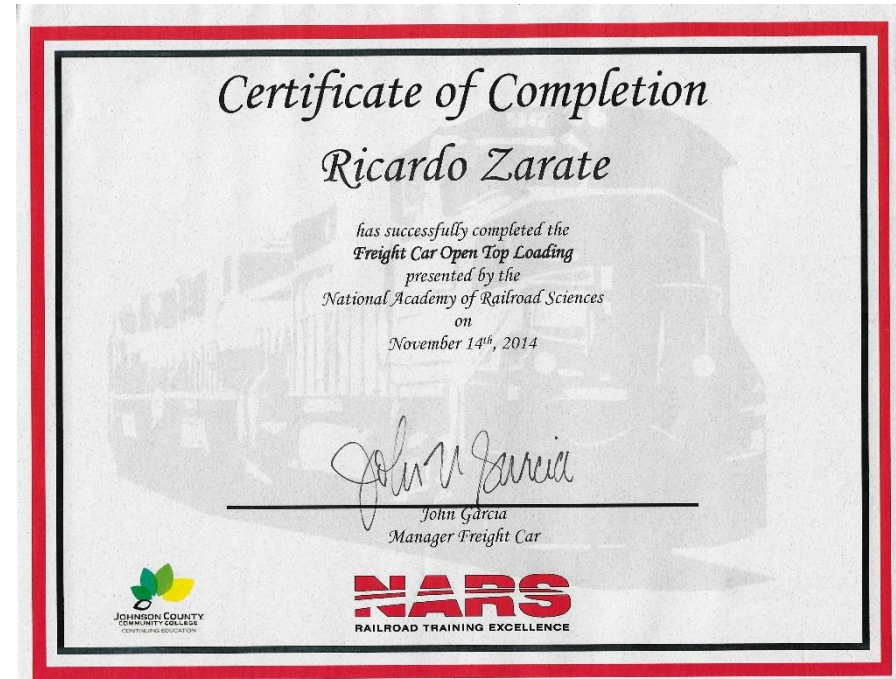 Certificate of Completion
Ricardo Zarate
has successfully completed the
Freight Car Open Top Loading
presented by the
National Academy of Railroad Sciences
on
November 14th, 2014
John Garcia
John Garcia
Manager Freight Car
JOHNSON COUNTY
COMMUNITY COLLEGE
CONTINUING EDUCATION
NARS
RAILROAD TRAINING EXCELLENCE